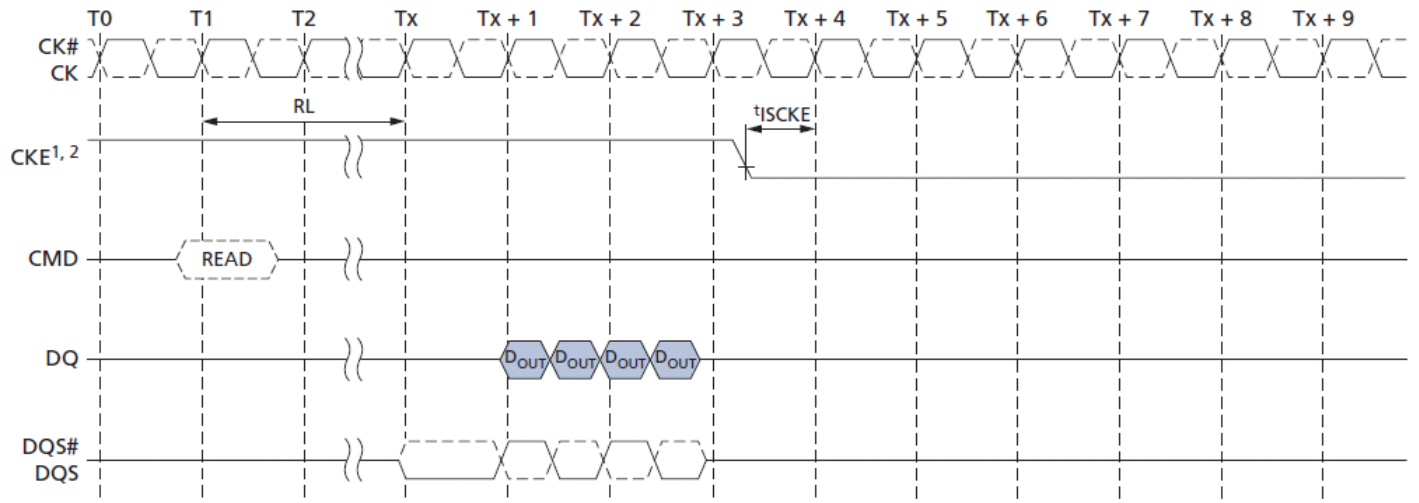 T0 T1 T2 Tx Tx + 1 Tx + 2 Tx + 3 Tx + 4 Tx + 5 Tx + 6 Tx + 7 Tx + 8 Tx + 9
CK#
CK
RL
tISCKE
CKE1, 2
CMD READ
DQ DOUT DOUT DOUT DOUT
DQS#
DQS